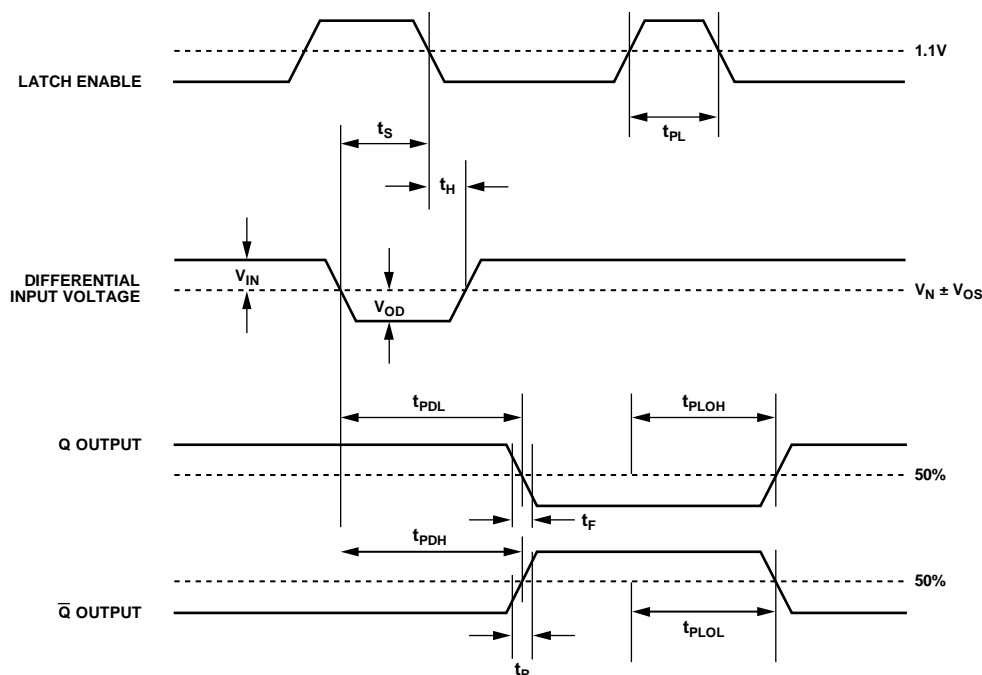 1.1V
LATCH ENABLE
tS
tPL
tH
VIN
DIFFERENTIAL
INPUT VOLTAGE
VOD
VN ± VOS
tPDL
tPLOH
Q OUTPUT
50%
tF
tPDH
50%
Q̅ OUTPUT
tPLOL
tR